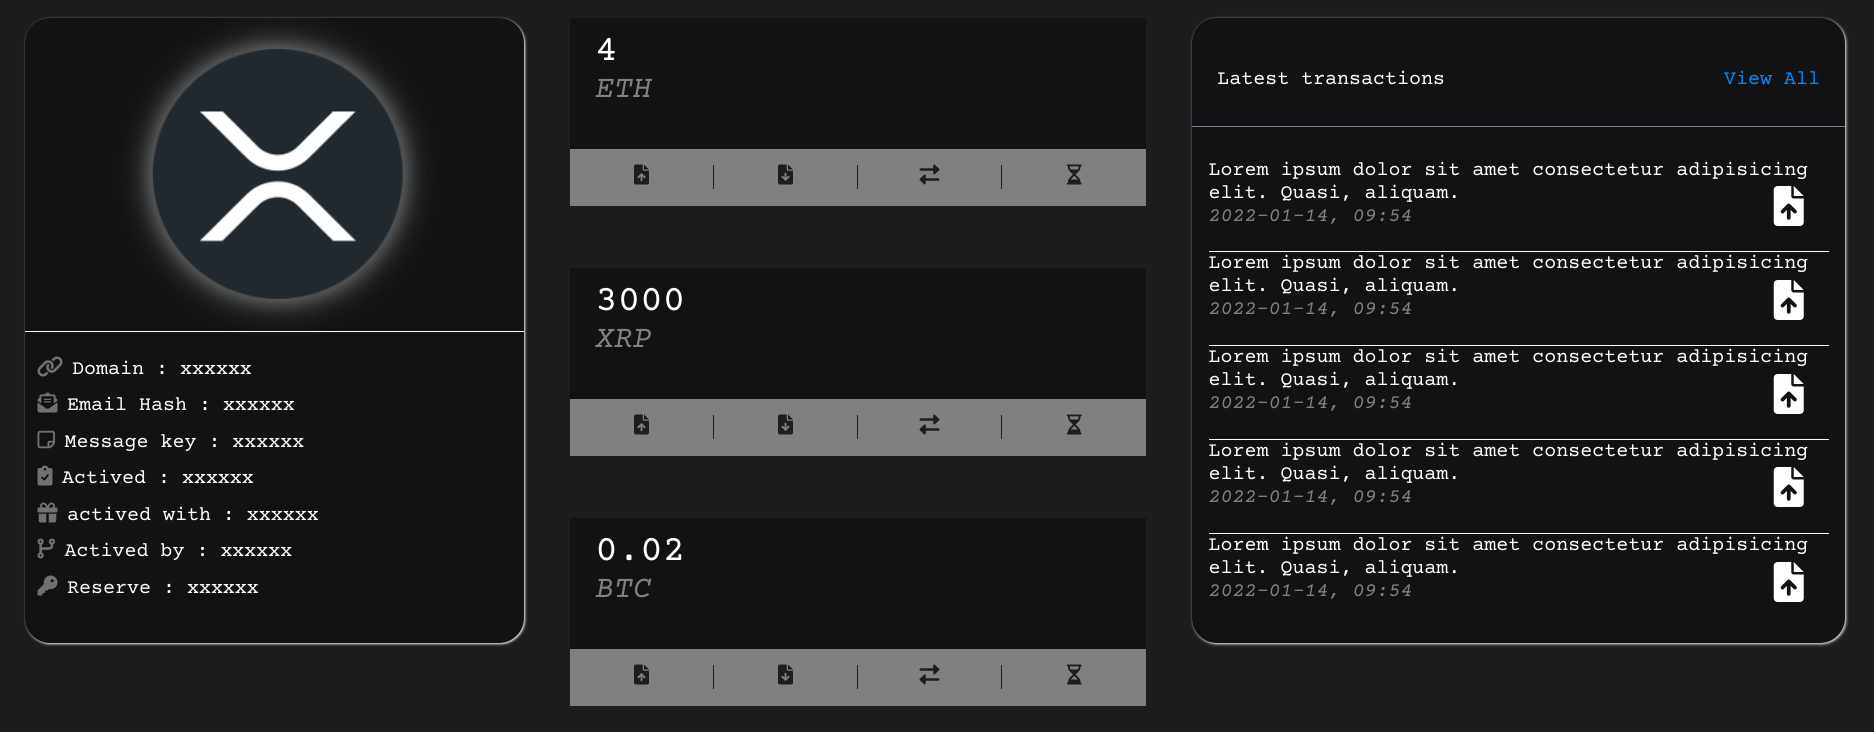 Domain : xxxxxx
Email Hash : xxxxxx
Message key : xxxxxx
Actived : xxxxxx
actived with : xxxxxx
Actived by : xxxxxx
Reserve : xxxxxx
4
ETH
3000
XRP
0.02
BTC
Latest transactions
View All
Lorem ipsum dolor sit amet consectetur adipisicing
elit. Quasi, aliquam.
2022-01-14, 09:54
Lorem ipsum dolor sit amet consectetur adipisicing
elit. Quasi, aliquam.
2022-01-14, 09:54
Lorem ipsum dolor sit amet consectetur adipisicing
elit. Quasi, aliquam.
2022-01-14, 09:54
Lorem ipsum dolor sit amet consectetur adipisicing
elit. Quasi, aliquam.
2022-01-14, 09:54
Lorem ipsum dolor sit amet consectetur adipisicing
elit. Quasi, aliquam.
2022-01-14, 09:54